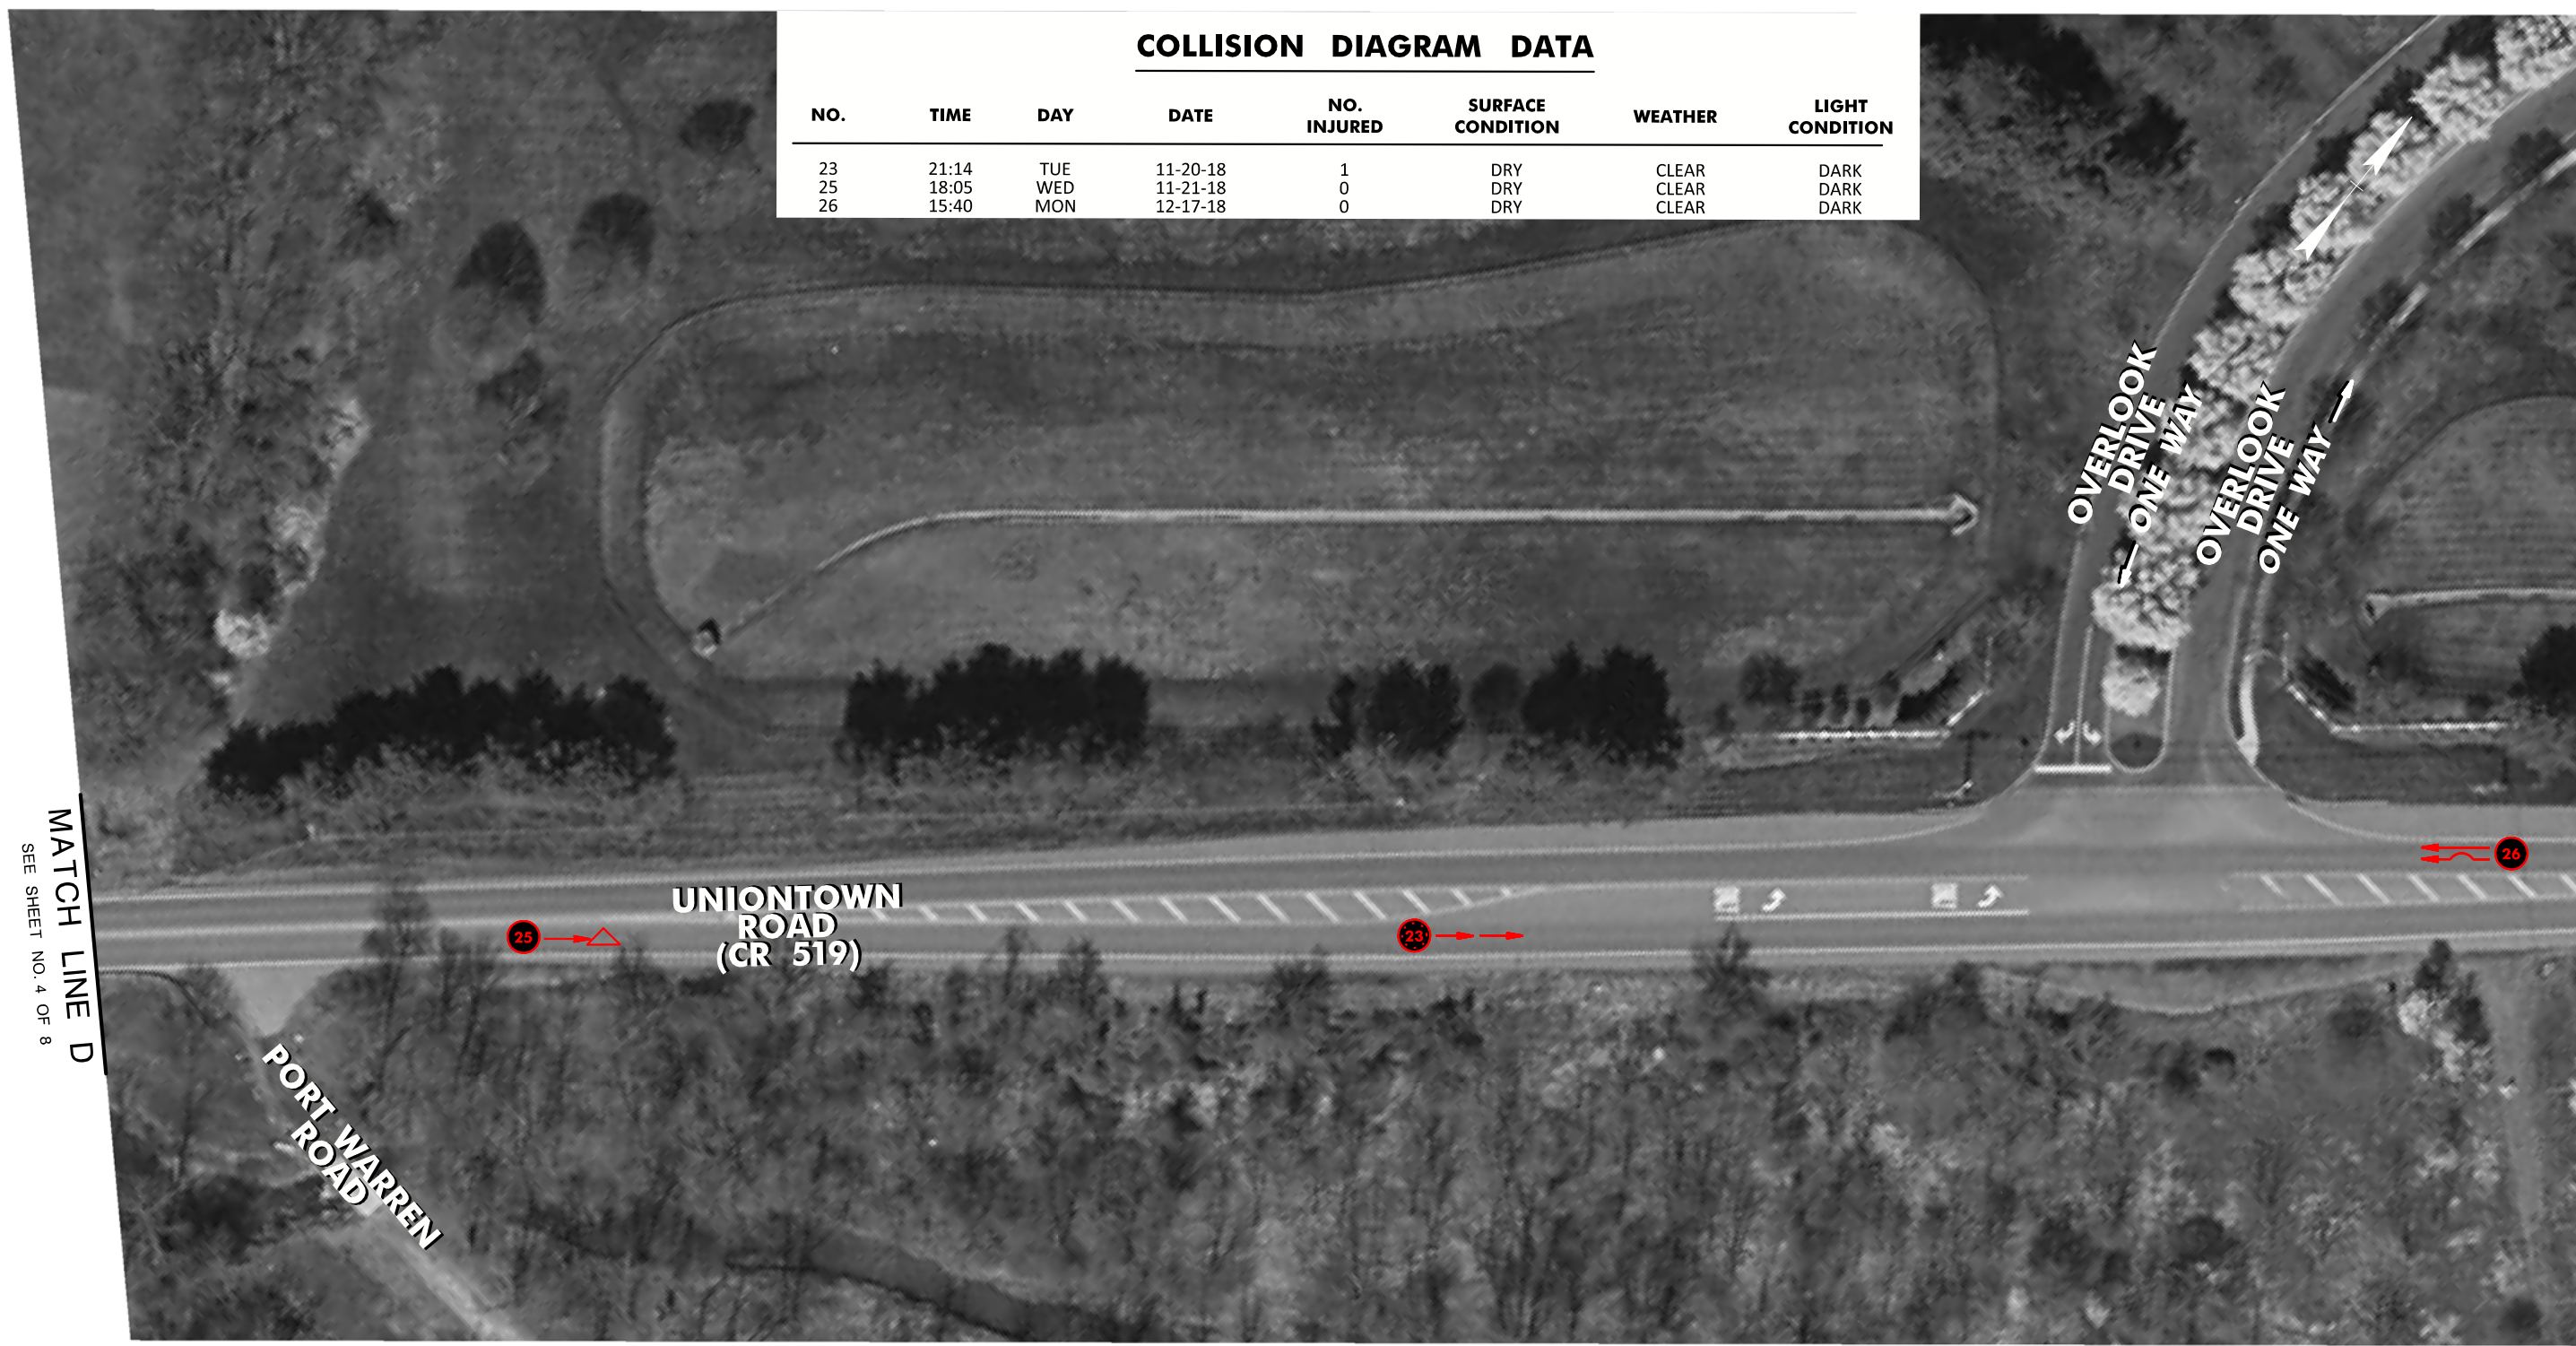 COLLISION DIAGRAM DATA
NO. TIME DAY DATE NO. INJURED SURFACE CONDITION WEATHER LIGHT CONDITION
23 21:14 TUE 11-20-18 1 DRY CLEAR DARK
25 18:05 WED 11-21-18 0 DRY CLEAR DARK
26 15:40 MON 12-17-18 0 DRY CLEAR DARK
OVERLOOK
DRIVE
ONE WAY
OVERLOOK
DRIVE
ONE WAY
MATCH LINE D
SEE SHEET NO. 4 OF 8
UNIONTOWN
ROAD
(CR 519)
25
23
26
PORT WARREN
ROAD